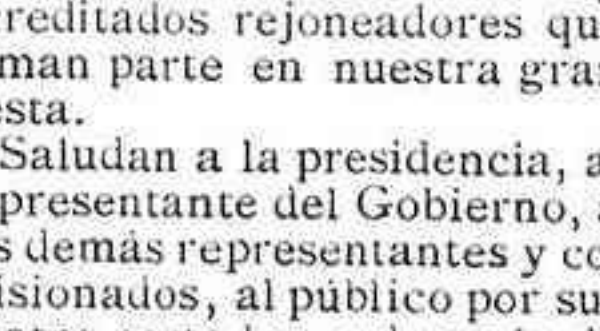 reditados rejoneadores qu
man parte en nuestra gra
esta.
Saludan a la presidencia, a
presentante del Gobierno,
s demás representantes y co
isionados, al público por su